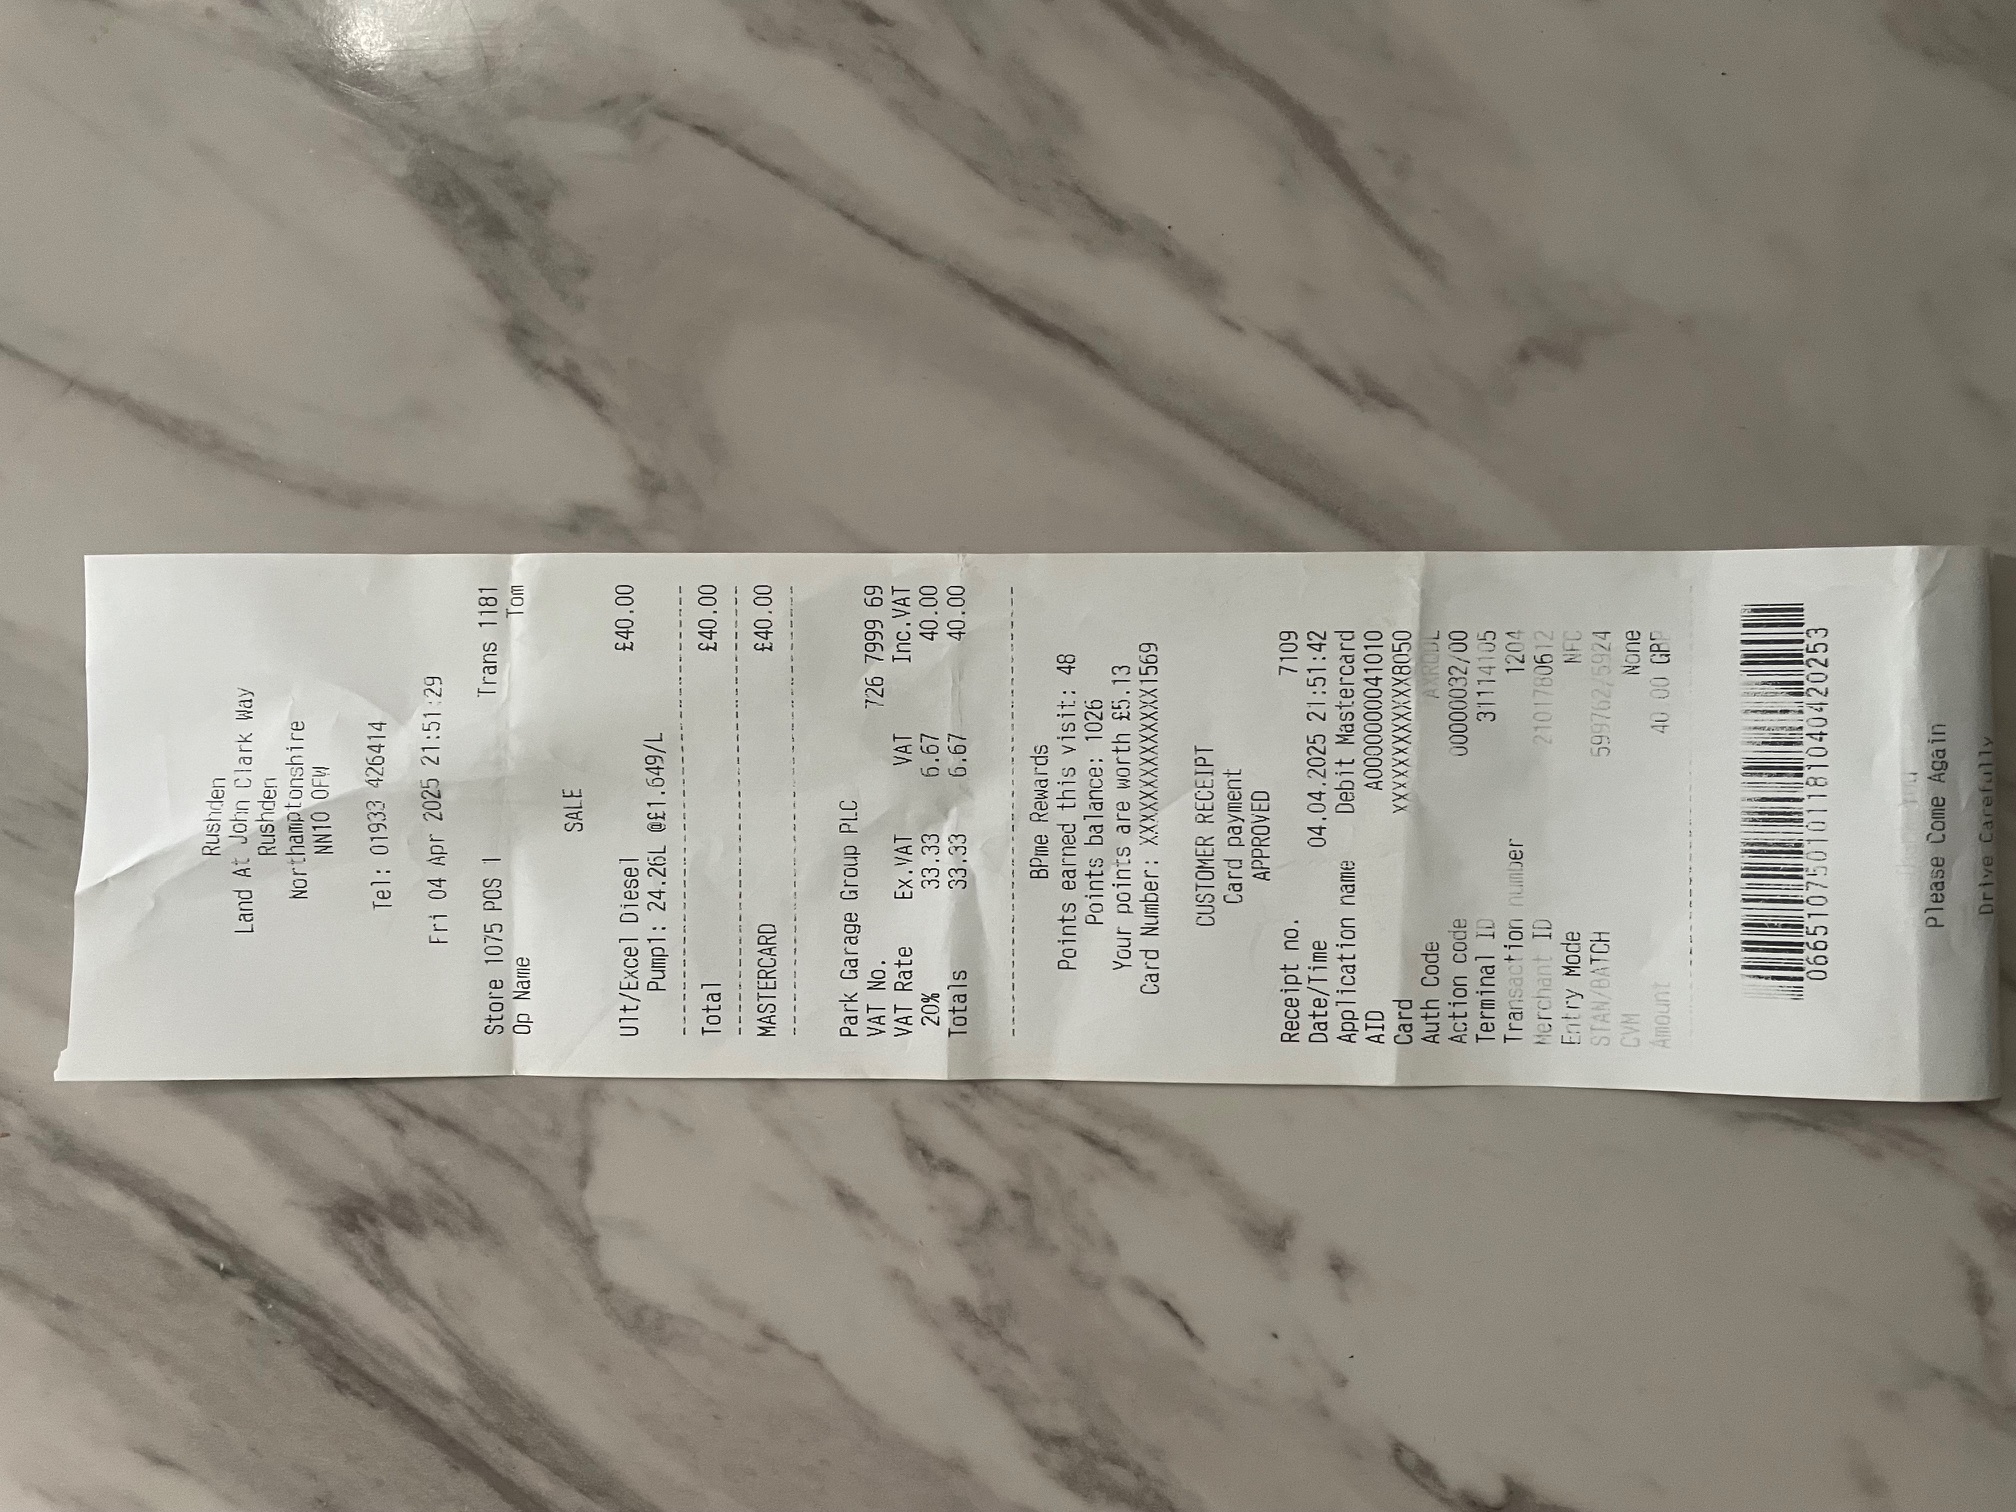 Rushden
Land At John Clark Way
Rushden
Northamptonshire
NN10 0FW
Tel: 01933 426414
Fri 04 Apr 2025 21:51:29
Store 1075 POS 1 Trans 1181
Op Name Tom
SALE
Ult/Excel Diesel £40.00
Pump1: 24.26L @£1.649/L
Total £40.00
MASTERCARD £40.00
Park Garage Group PLC
VAT No. 726 7999 69
VAT Rate Ex.VAT VAT Inc.VAT
20% 33.33 6.67 40.00
Totals 33.33 6.67 40.00
BPme Rewards
Points earned this visit: 48
Points balance: 1026
Your points are worth £5.13
Card Number: XXXXXXXXXXXXXX1569
CUSTOMER RECEIPT
Card payment
APPROVED
Receipt no. 7109
Date/Time 04.04.2025 21:51:42
Application name Debit Mastercard
AID A0000000041010
Card XXXXXXXXXXXX8050
Auth Code
Action code 00000032/00
Terminal ID 31114105
Transaction number 1204
Merchant ID 2101780612
Entry Mode NFC
STAN/BATCH 599762/5924
CVM None
Amount 40.00 GBP
066510750101181040420253
Thank You
Please Come Again
Drive Carefully